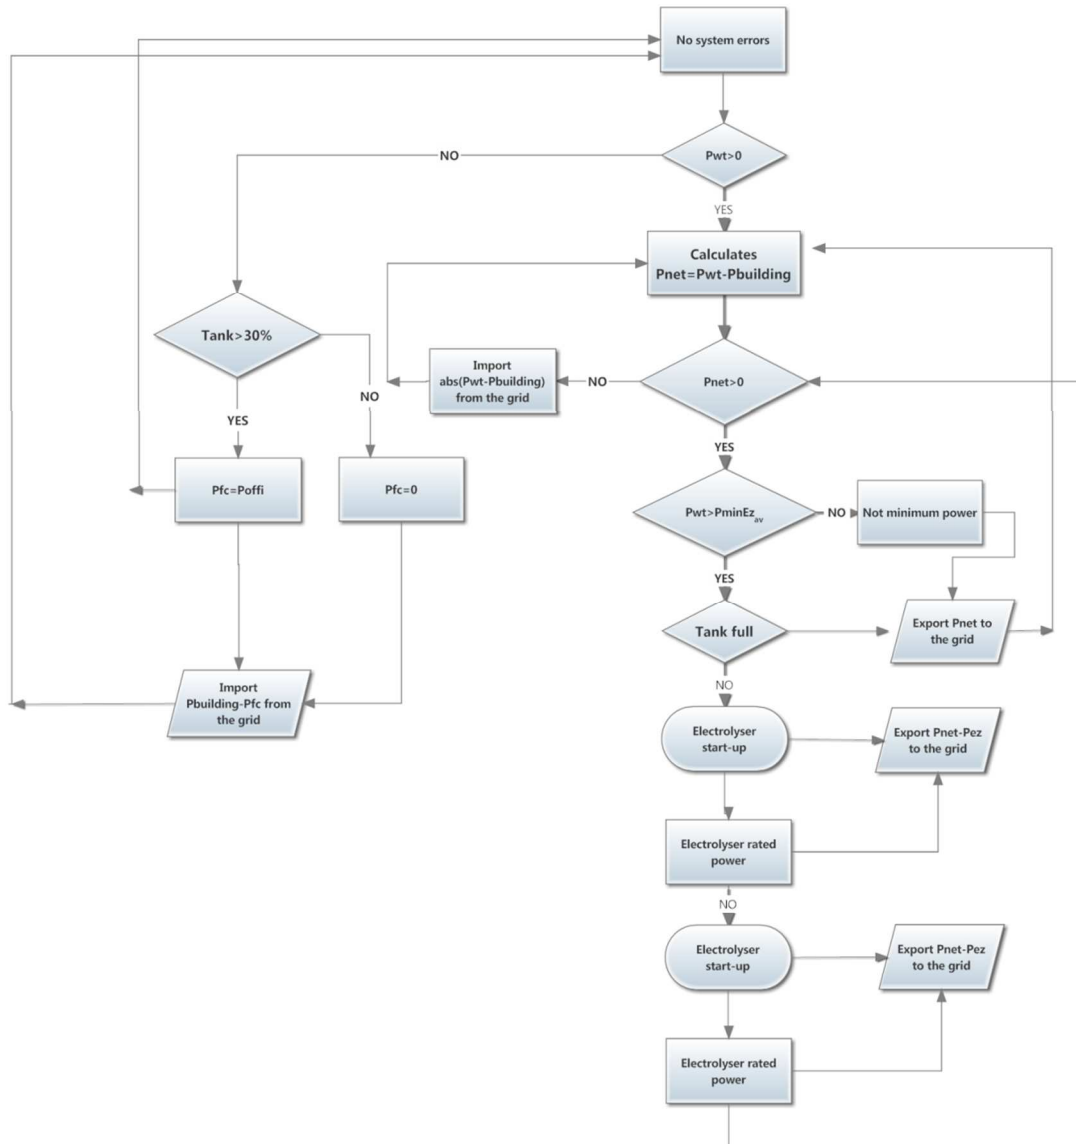 No system errors
Pwt>0
NO
YES
Calculates
Pnet=Pwt-Pbuilding
Tank>30%
Import
abs(Pwt-Pbuilding)
from the grid
NO
Pnet>0
NO
YES
YES
Pfc=Poffi
Pfc=0
Pwt>PminEz av
NO
Not minimum power
YES
Tank full
Export Pnet to
the grid
NO
Import
Pbuilding-Pfc from
the grid
Electrolyser
start-up
Export Pnet-Pez
to the grid
Electrolyser rated
power
NO
Electrolyser
start-up
Export Pnet-Pez
to the grid
Electrolyser rated
power